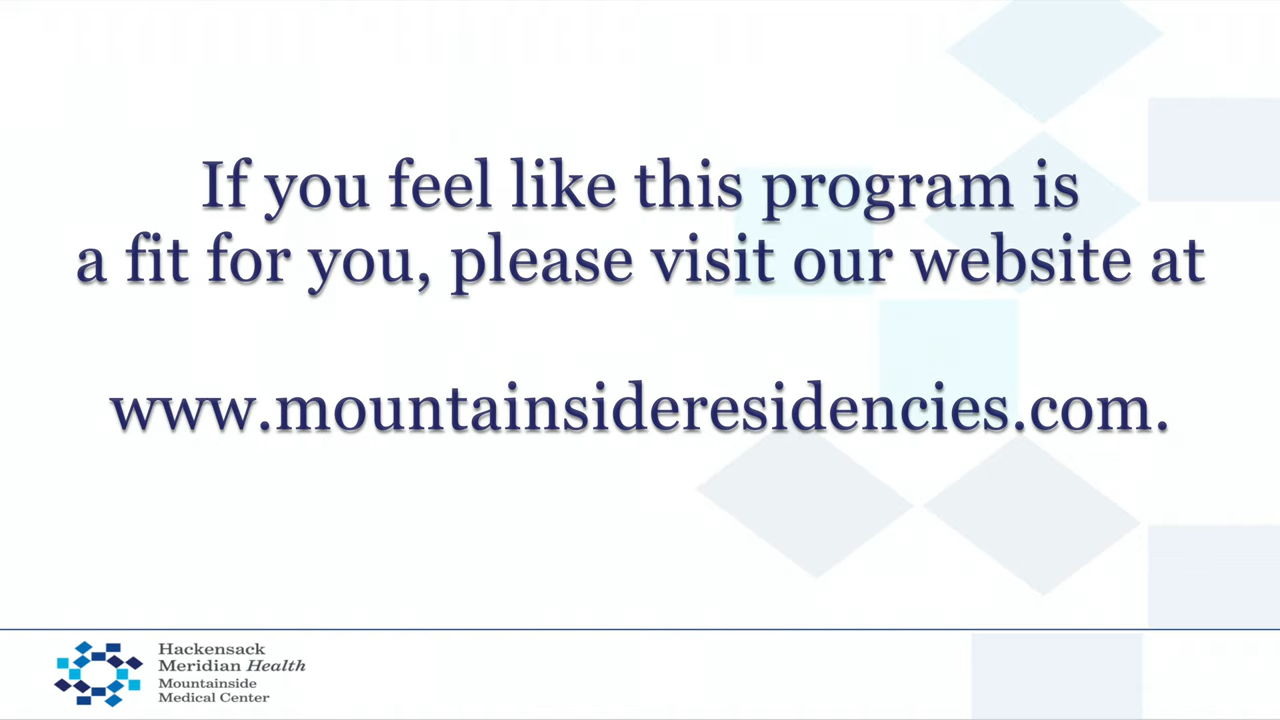 If you feel like this program is
a fit for you, please visit our website at
www.mountainsideresidencies.com.
Hackensack
Meridian Health
Mountainside
Medical Center